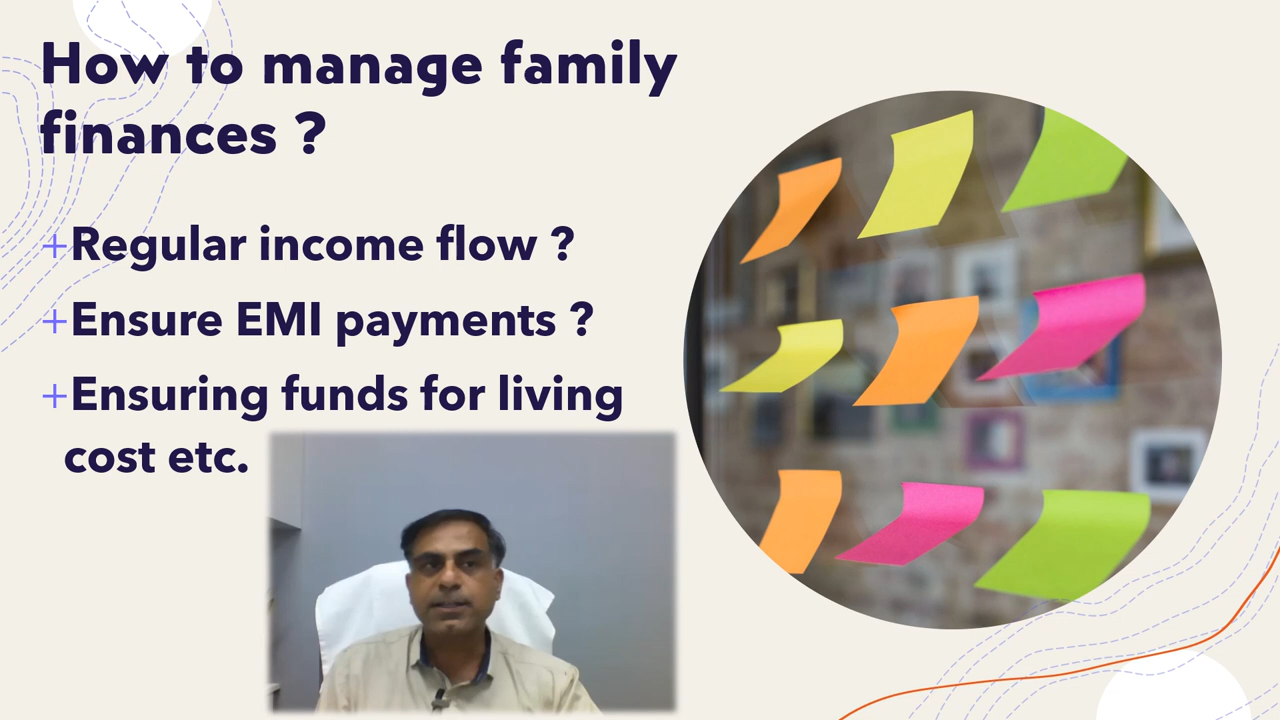 How to manage family
finances ?
+Regular income flow ?
+Ensure EMI payments ?
+Ensuring funds for living
cost etc.